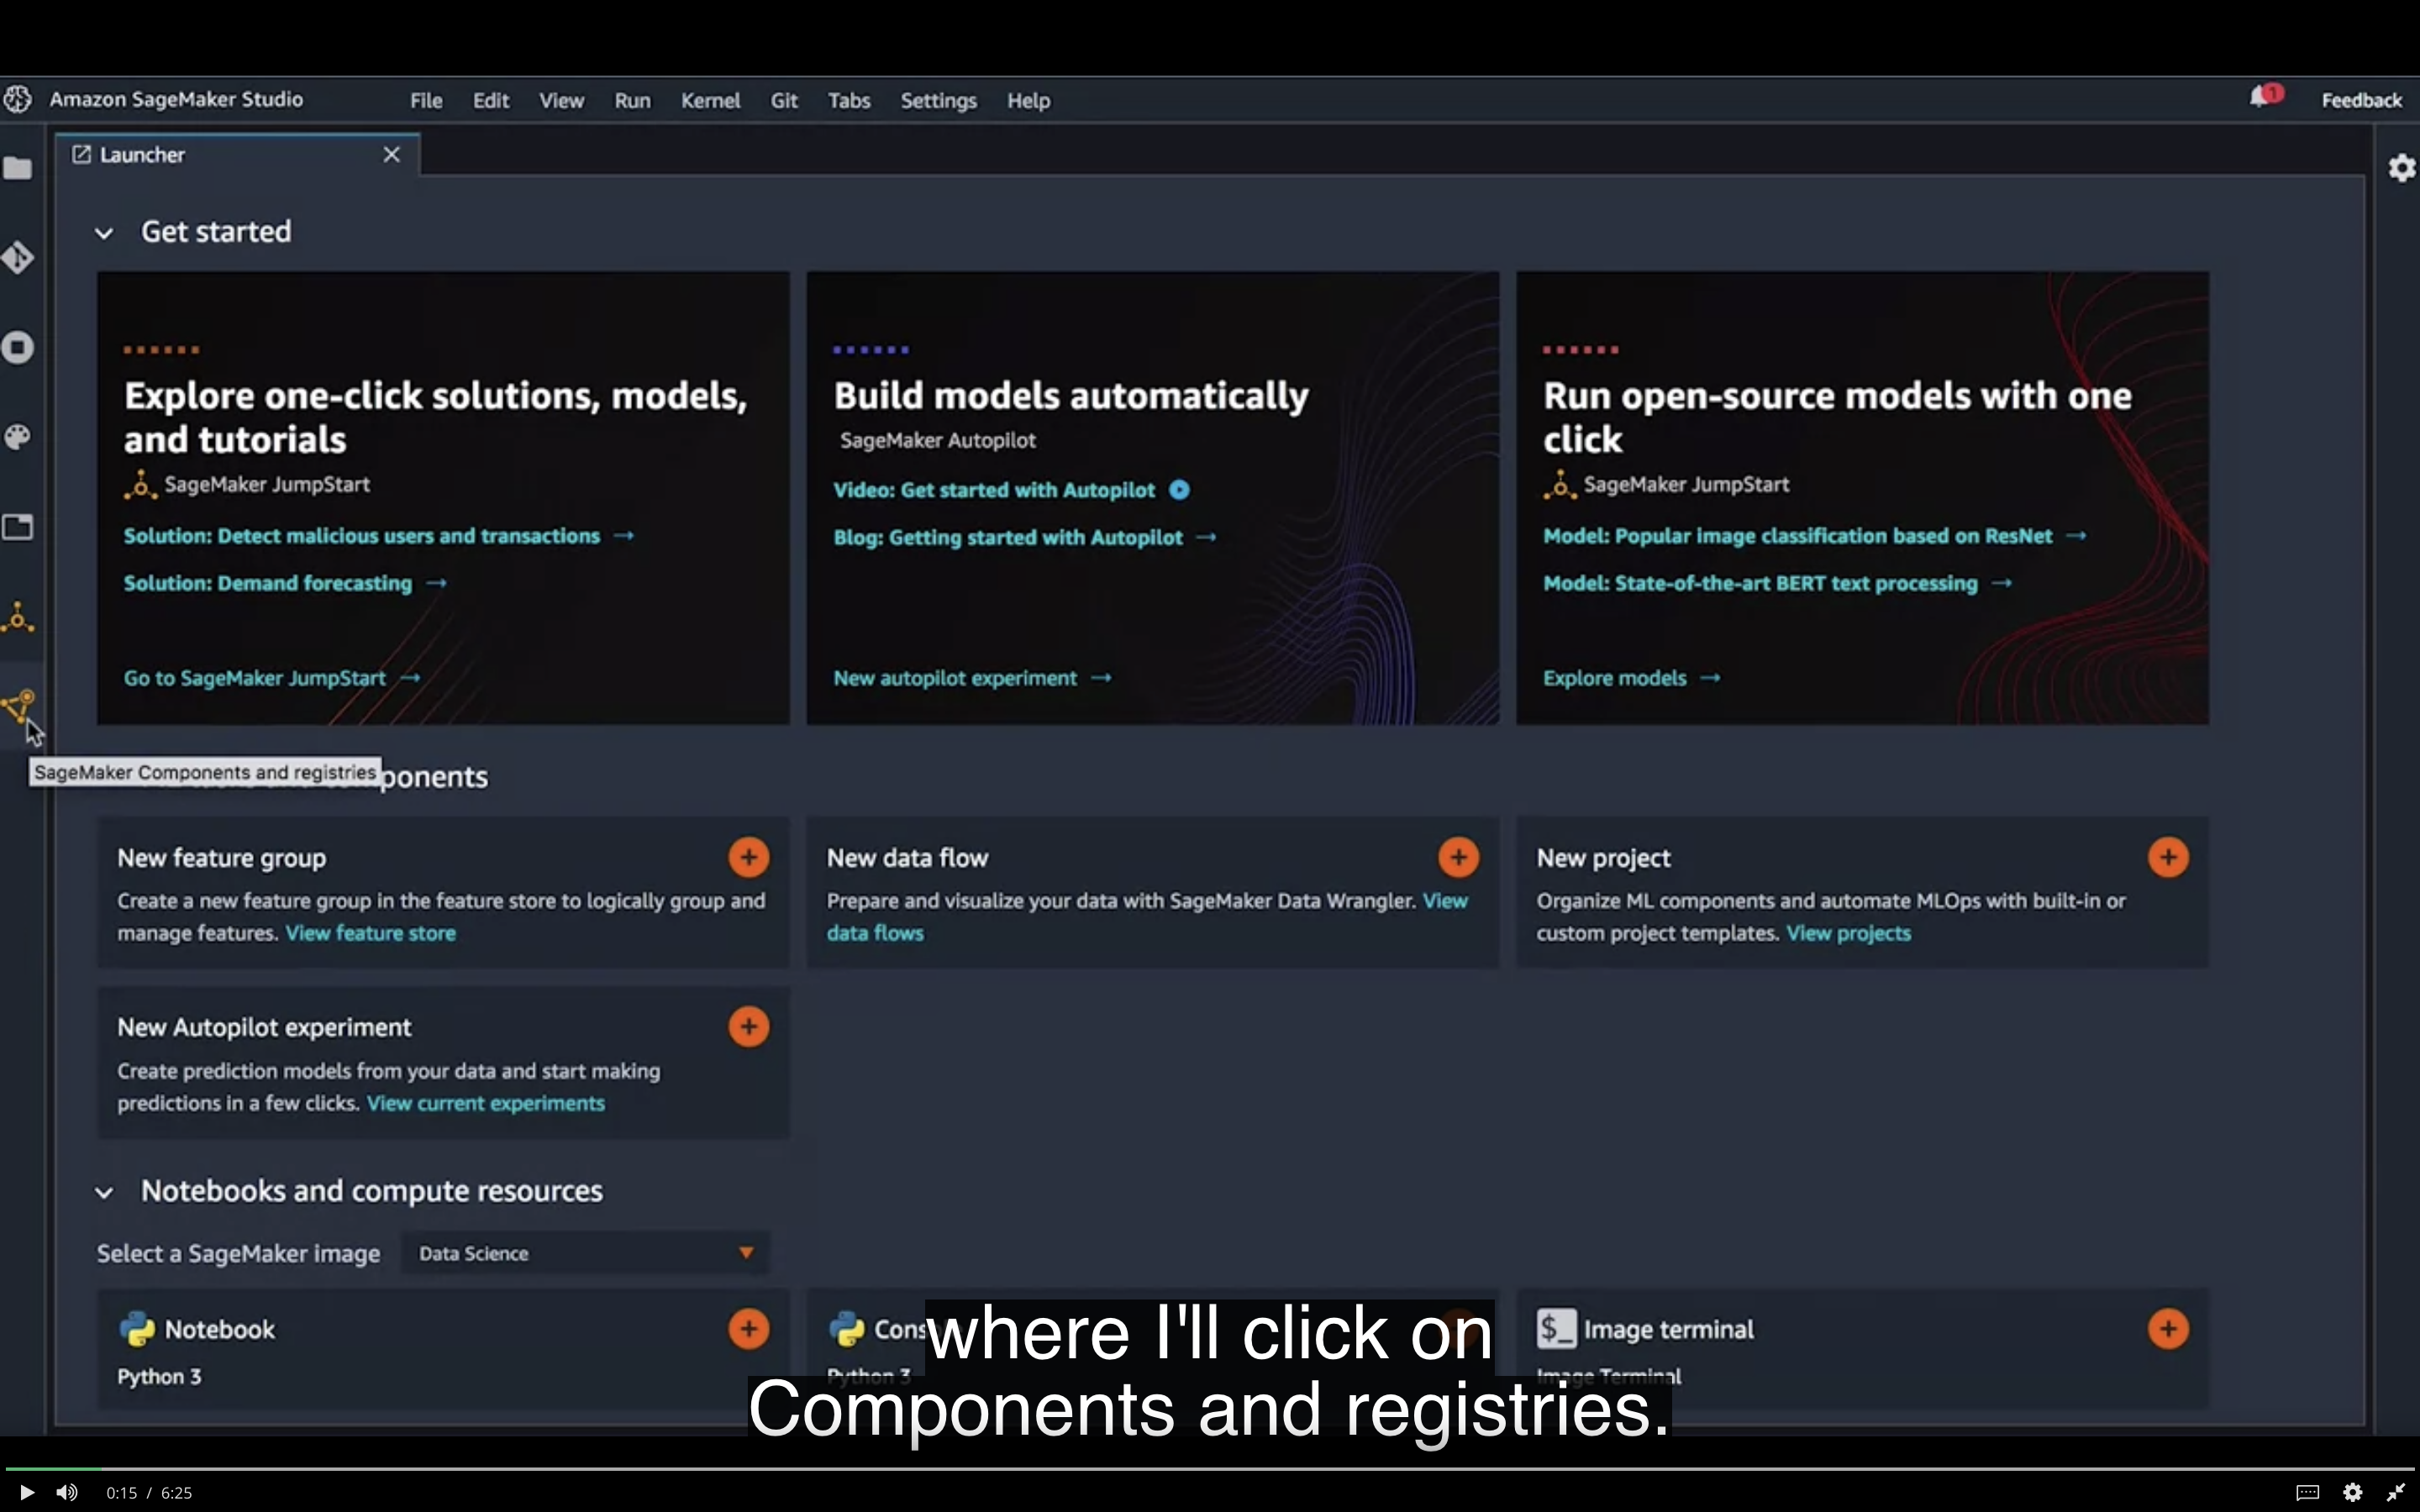 Amazon SageMaker Studio File Edit View Run Kernel Git Tabs Settings Help 1 Feedback
Launcher
Get started
Explore one-click solutions, models,
and tutorials
SageMaker JumpStart
Solution: Detect malicious users and transactions →
Solution: Demand forecasting →
Go to SageMaker JumpStart →
Build models automatically
SageMaker Autopilot
Video: Get started with Autopilot
Blog: Getting started with Autopilot →
New autopilot experiment →
Run open-source models with one
click
SageMaker JumpStart
Model: Popular image classification based on ResNet →
Model: State-of-the-art BERT text processing →
Explore models →
SageMaker Components and registries
ponents
New feature group
Create a new feature group in the feature store to logically group and
manage features. View feature store
New data flow
Prepare and visualize your data with SageMaker Data Wrangler. View
data flows
New project
Organize ML components and automate MLOps with built-in or
custom project templates. View projects
New Autopilot experiment
Create prediction models from your data and start making
predictions in a few clicks. View current experiments
Notebooks and compute resources
Select a SageMaker image Data Science
Notebook
Python 3
Cons
Python 3
$_ Image terminal
Image Terminal
where I'll click on
Components and registries.
0:15 / 6:25